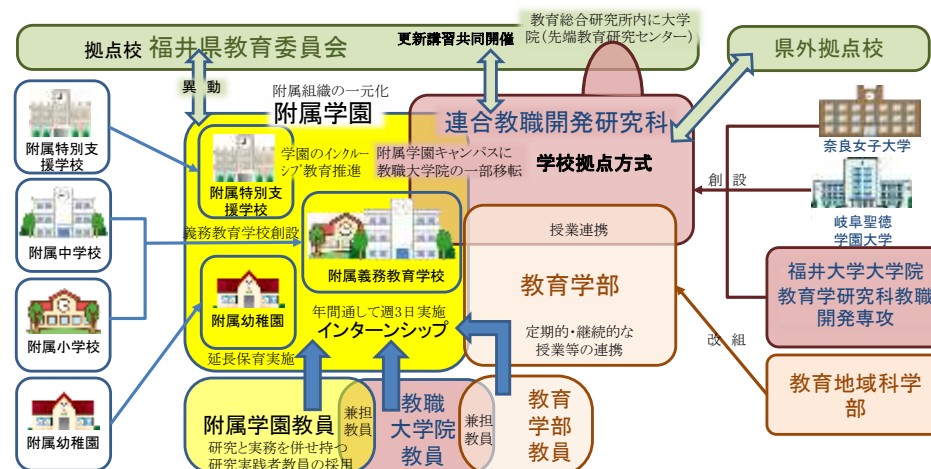 拠点校 福井県教育委員会
更新講習共同開催
教育総合研究所内に大学
院(先端教育研究センター)
県外拠点校
異 動
附属組織の一元化
附属学園
連合教職開発研究科
学校拠点方式
附属特別支
援学校
附属中学校
附属小学校
附属幼稚園
附属特別支
援学校
学園のインクルー
シブ教育推進
附属学園キャンパスに
教職大学院の一部移転
義務教育学校創設
附属義務教育学校
附属幼稚園
延長保育実施
年間通して週3日実施
インターンシップ
授業連携
教育学部
定期的・継続的な
授業等の連携
奈良女子大学
創 設
岐阜聖徳
学園大学
福井大学大学院
教育学研究科教職
開発専攻
改 組
教育地域科学
部
附属学園教員
研究と実務を併せ持つ
研究実践者教員の採用
兼担
教員
教職
大学院
教員
兼担
教員
教育
学部
教員